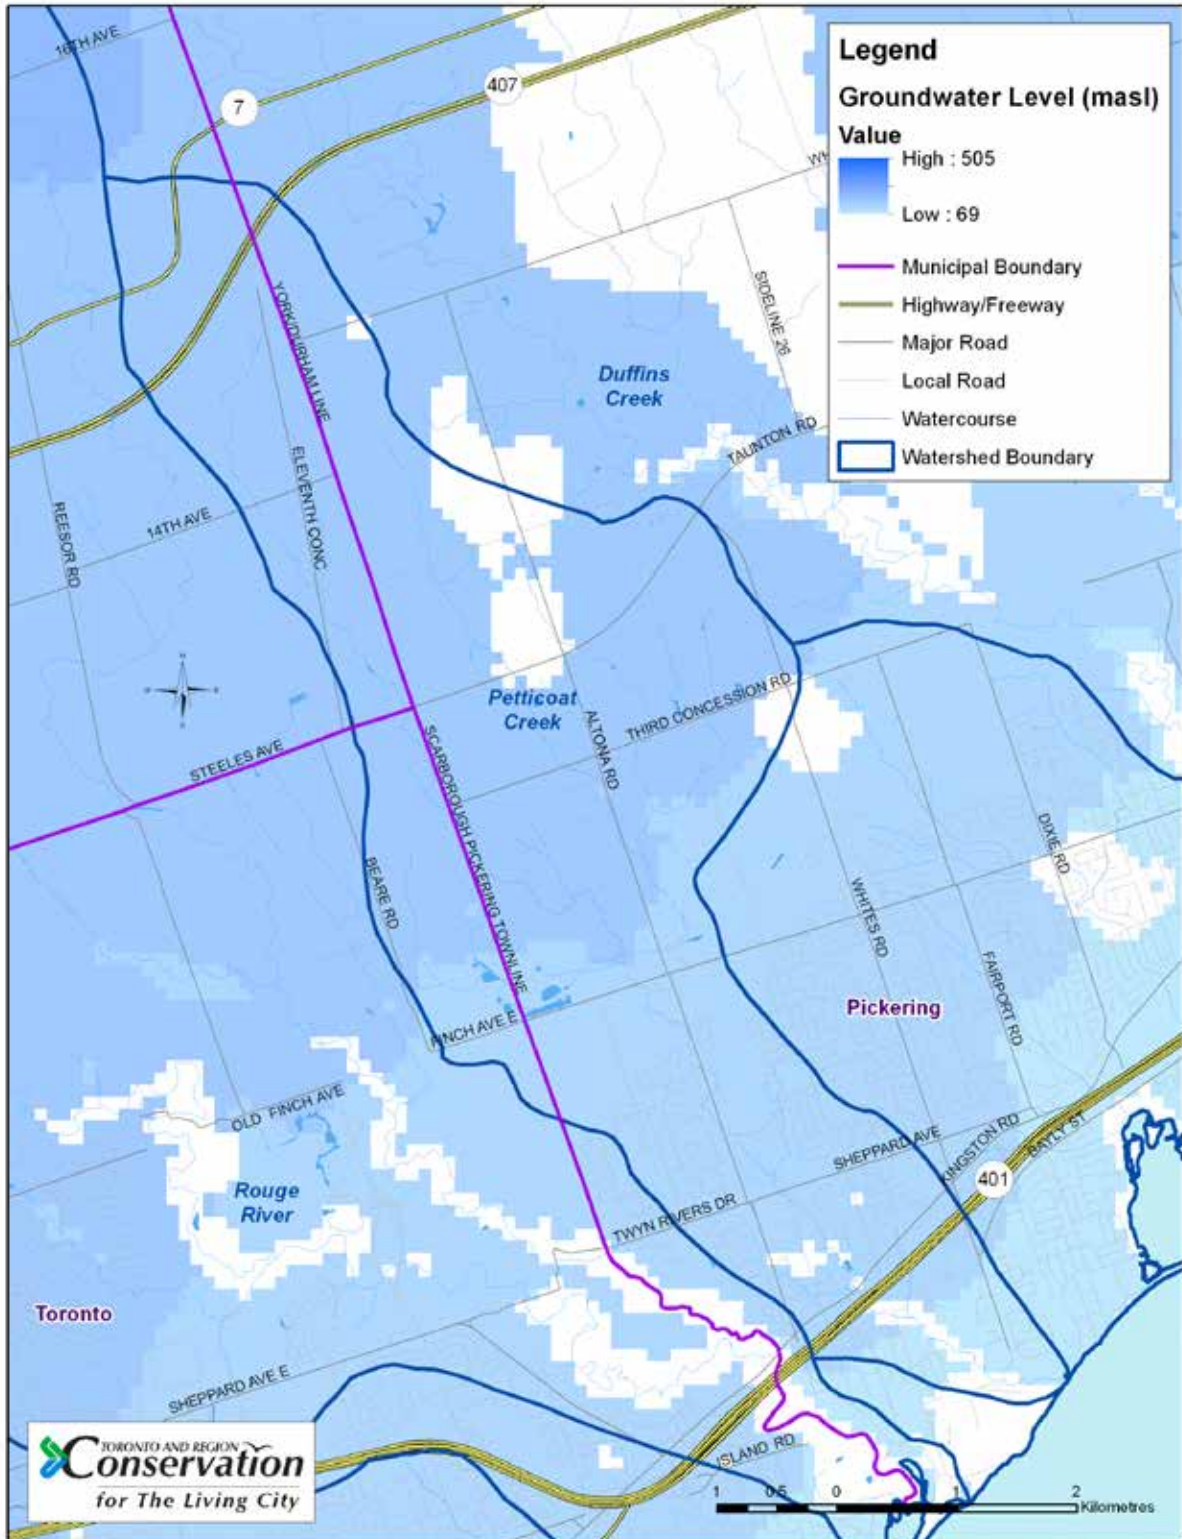 Legend
Groundwater Level (masl)
Value
High : 505
Low : 69
Municipal Boundary
Highway/Freeway
Major Road
Local Road
Watercourse
Watershed Boundary
16TH AVE
7
407
WH
SIDELINE 26
YORK/DURHAM LINE
Duffins
Creek
TAUNTON RD
ELEVENTH CONC
REESOR RD
14TH AVE
Petticoat
Creek
THIRD CONCESSION RD
ALTONA RD
STEELES AVE
SCARBOROUGH PICKERING TOWNLINE
BEARE RD
DIXIE RD
WHITES RD
FAIRPORT RD
Pickering
FINCH AVE E
OLD FINCH AVE
SHEPPARD AVE
KINGSTON RD
BAYLY ST
401
Rouge
River
TWYN RIVERS DR
Toronto
SHEPPARD AVE E
ISLAND RD
TORONTO AND REGION
Conservation
for The Living City
1 0.5 0 1 2
Kilometres